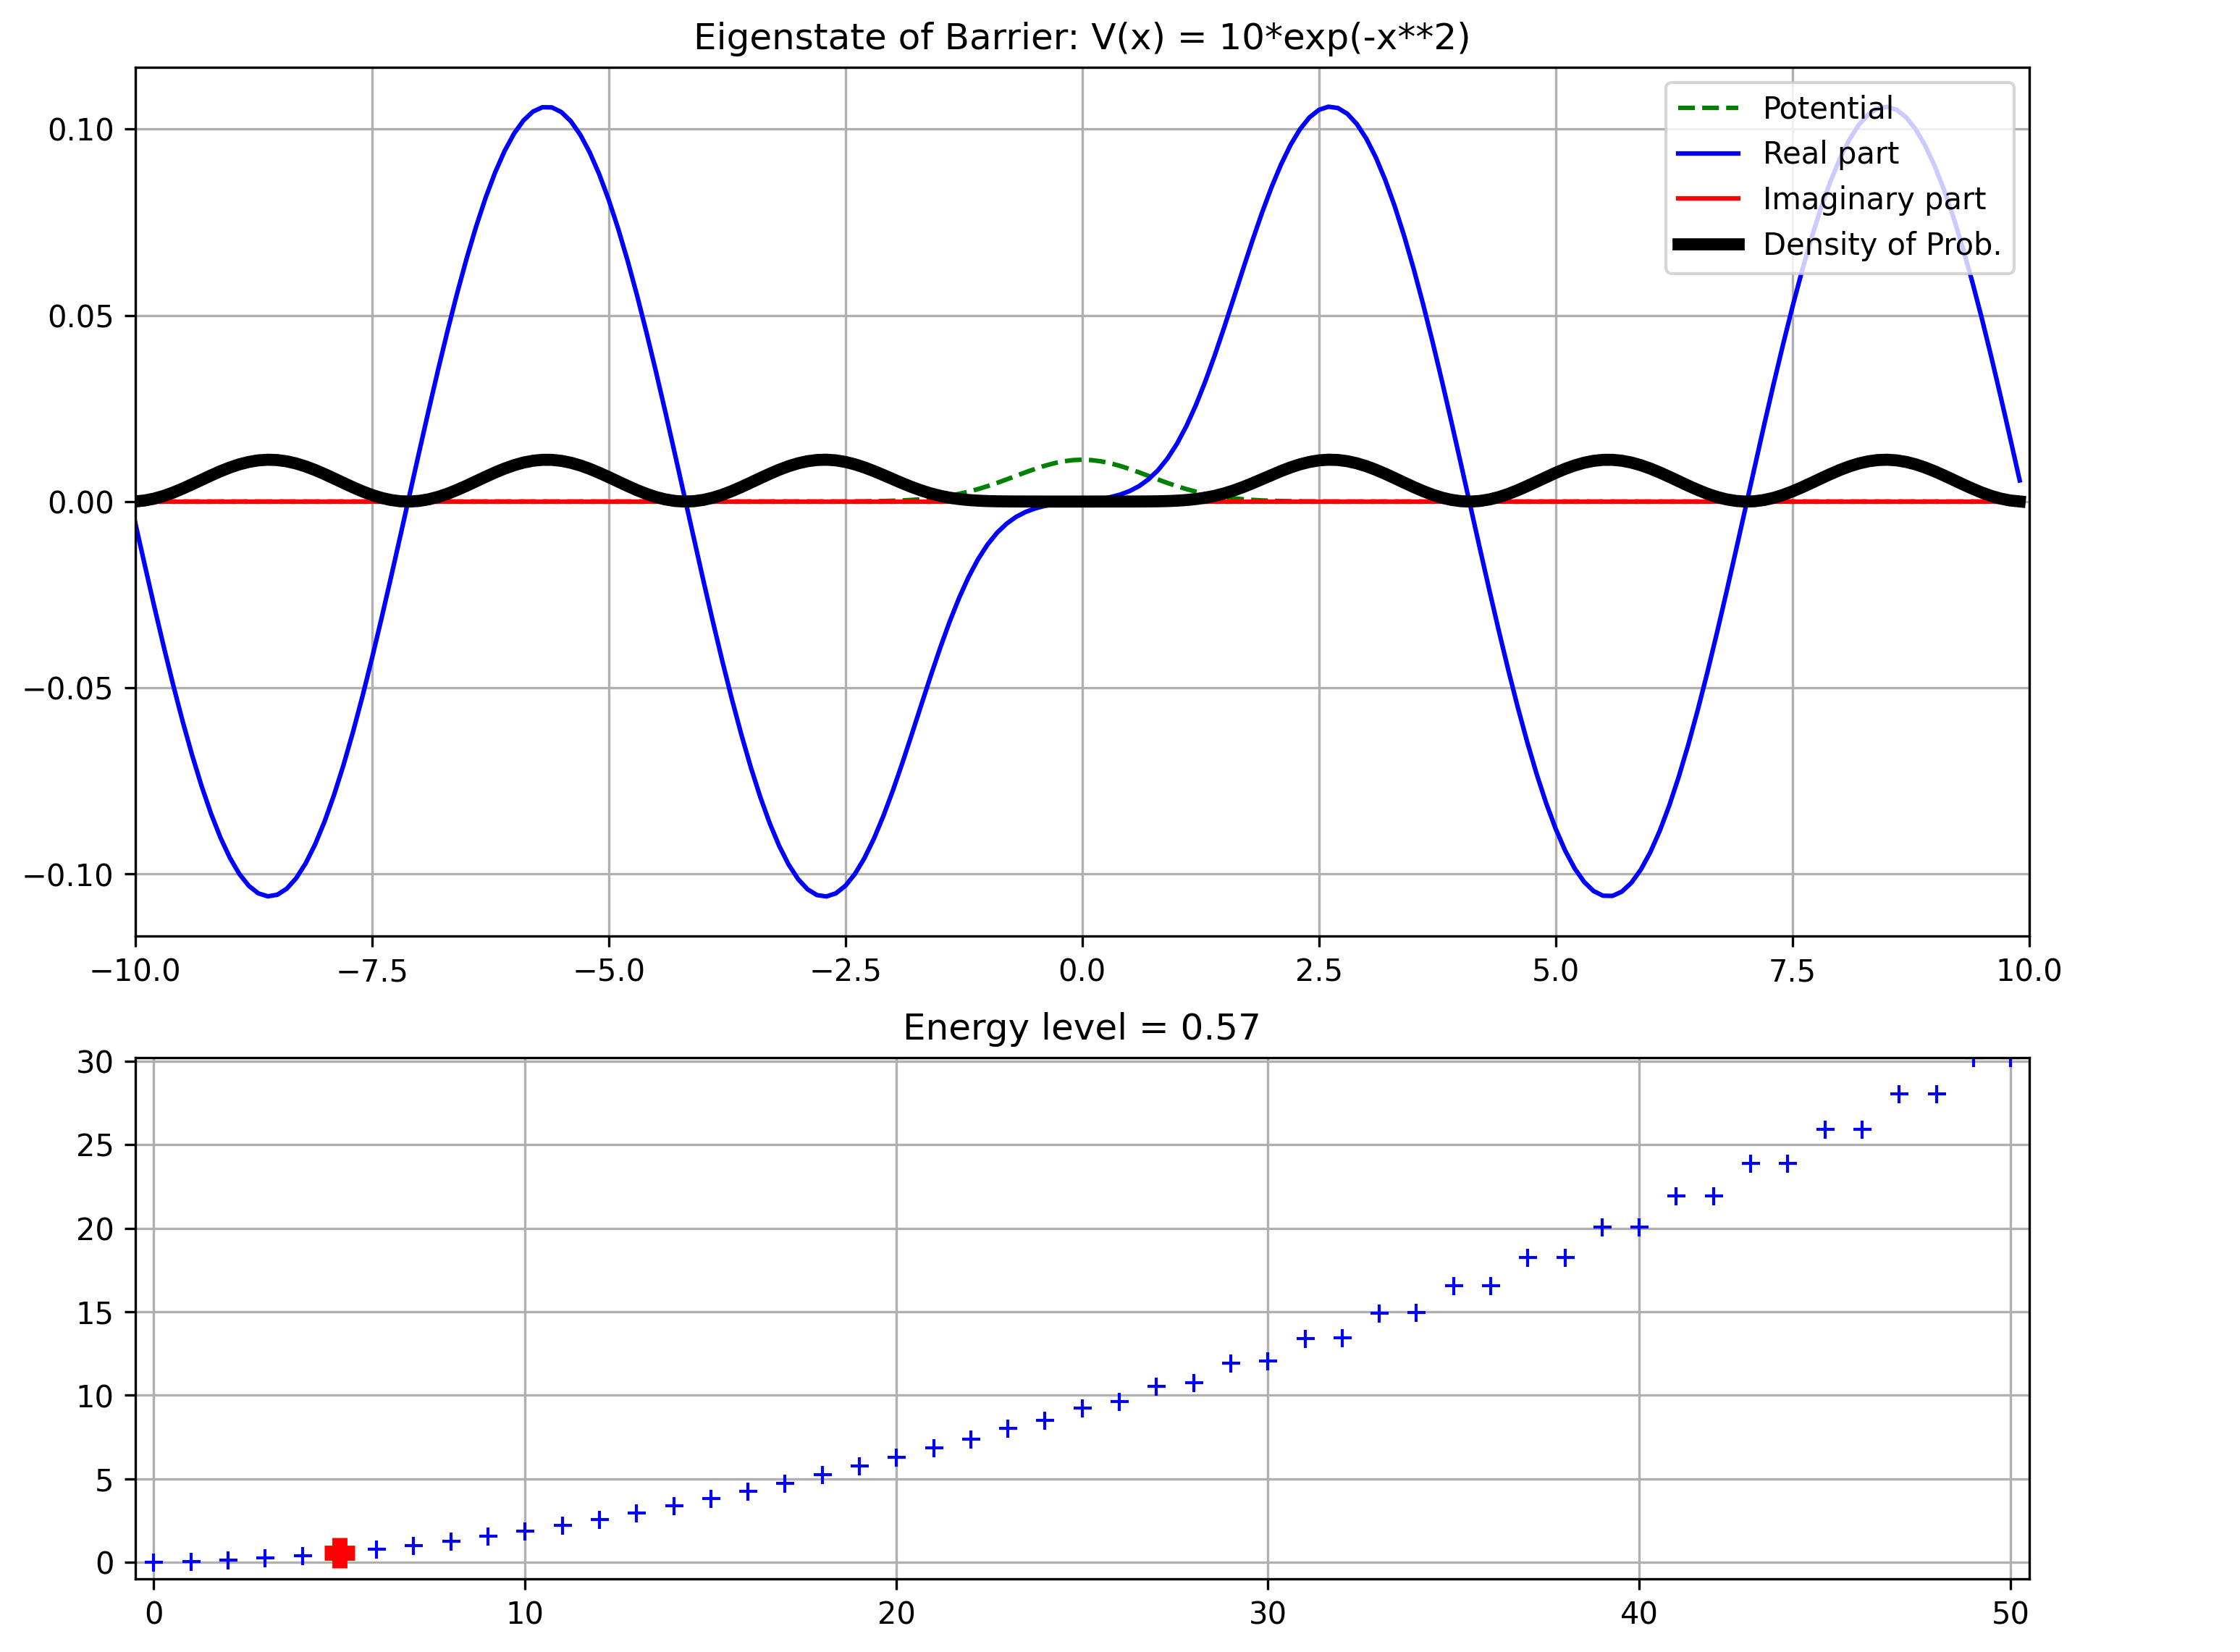 Eigenstate of Barrier: V(x) = 10*exp(-x**2)
Potential
Real part
Imaginary part
Density of Prob.
0.10
0.05
0.00
−0.05
−0.10
−10.0 −7.5 −5.0 −2.5 0.0 2.5 5.0 7.5 10.0
Energy level = 0.57
30
25
20
15
10
5
0
0 10 20 30 40 50